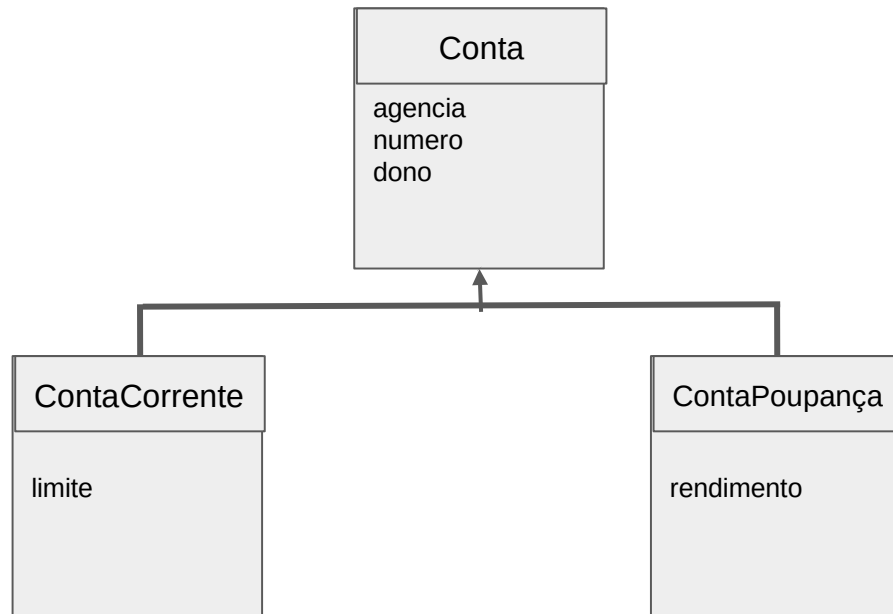 Conta
agencia
numero
dono
ContaCorrente
ContaPoupança
limite
rendimento